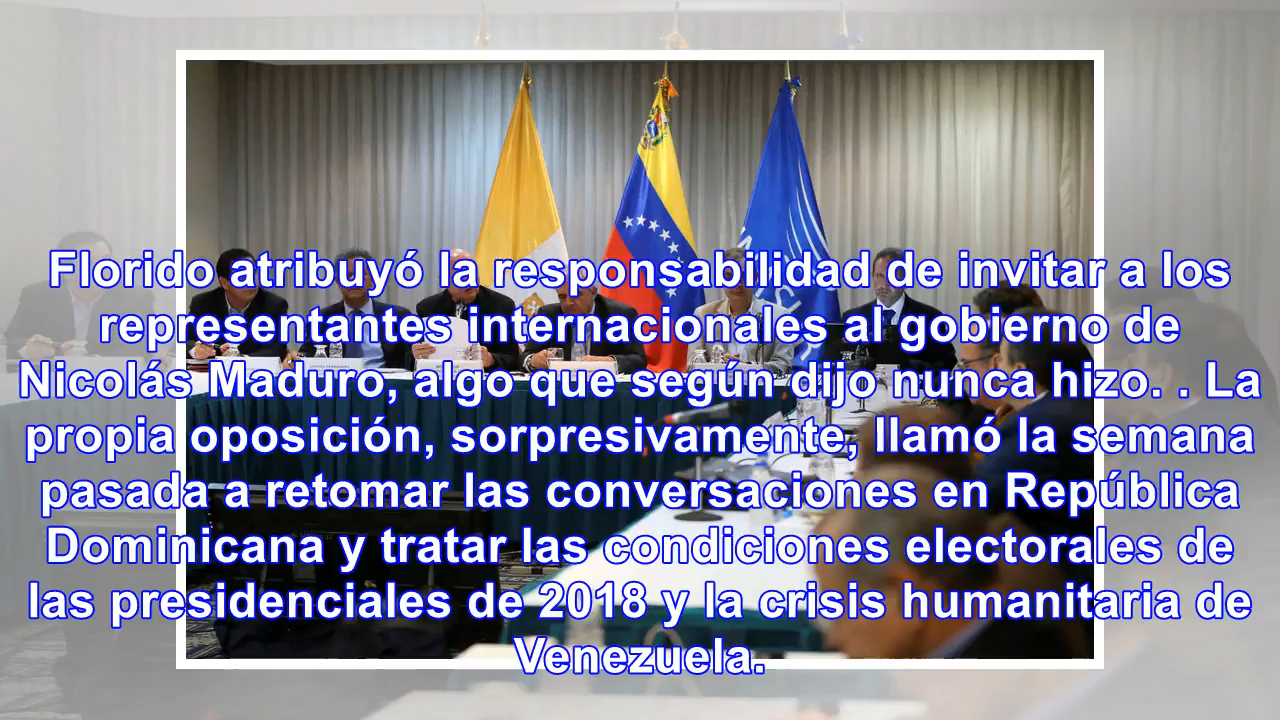 Florido atribuyó la responsabilidad de invitar a los
representantes internacionales al gobierno de
Nicolás Maduro, algo que según dijo nunca hizo. . La
propia oposición, sorpresivamente, llamó la semana
pasada a retomar las conversaciones en República
Dominicana y tratar las condiciones electorales de
las presidenciales de 2018 y la crisis humanitaria de
Venezuela.